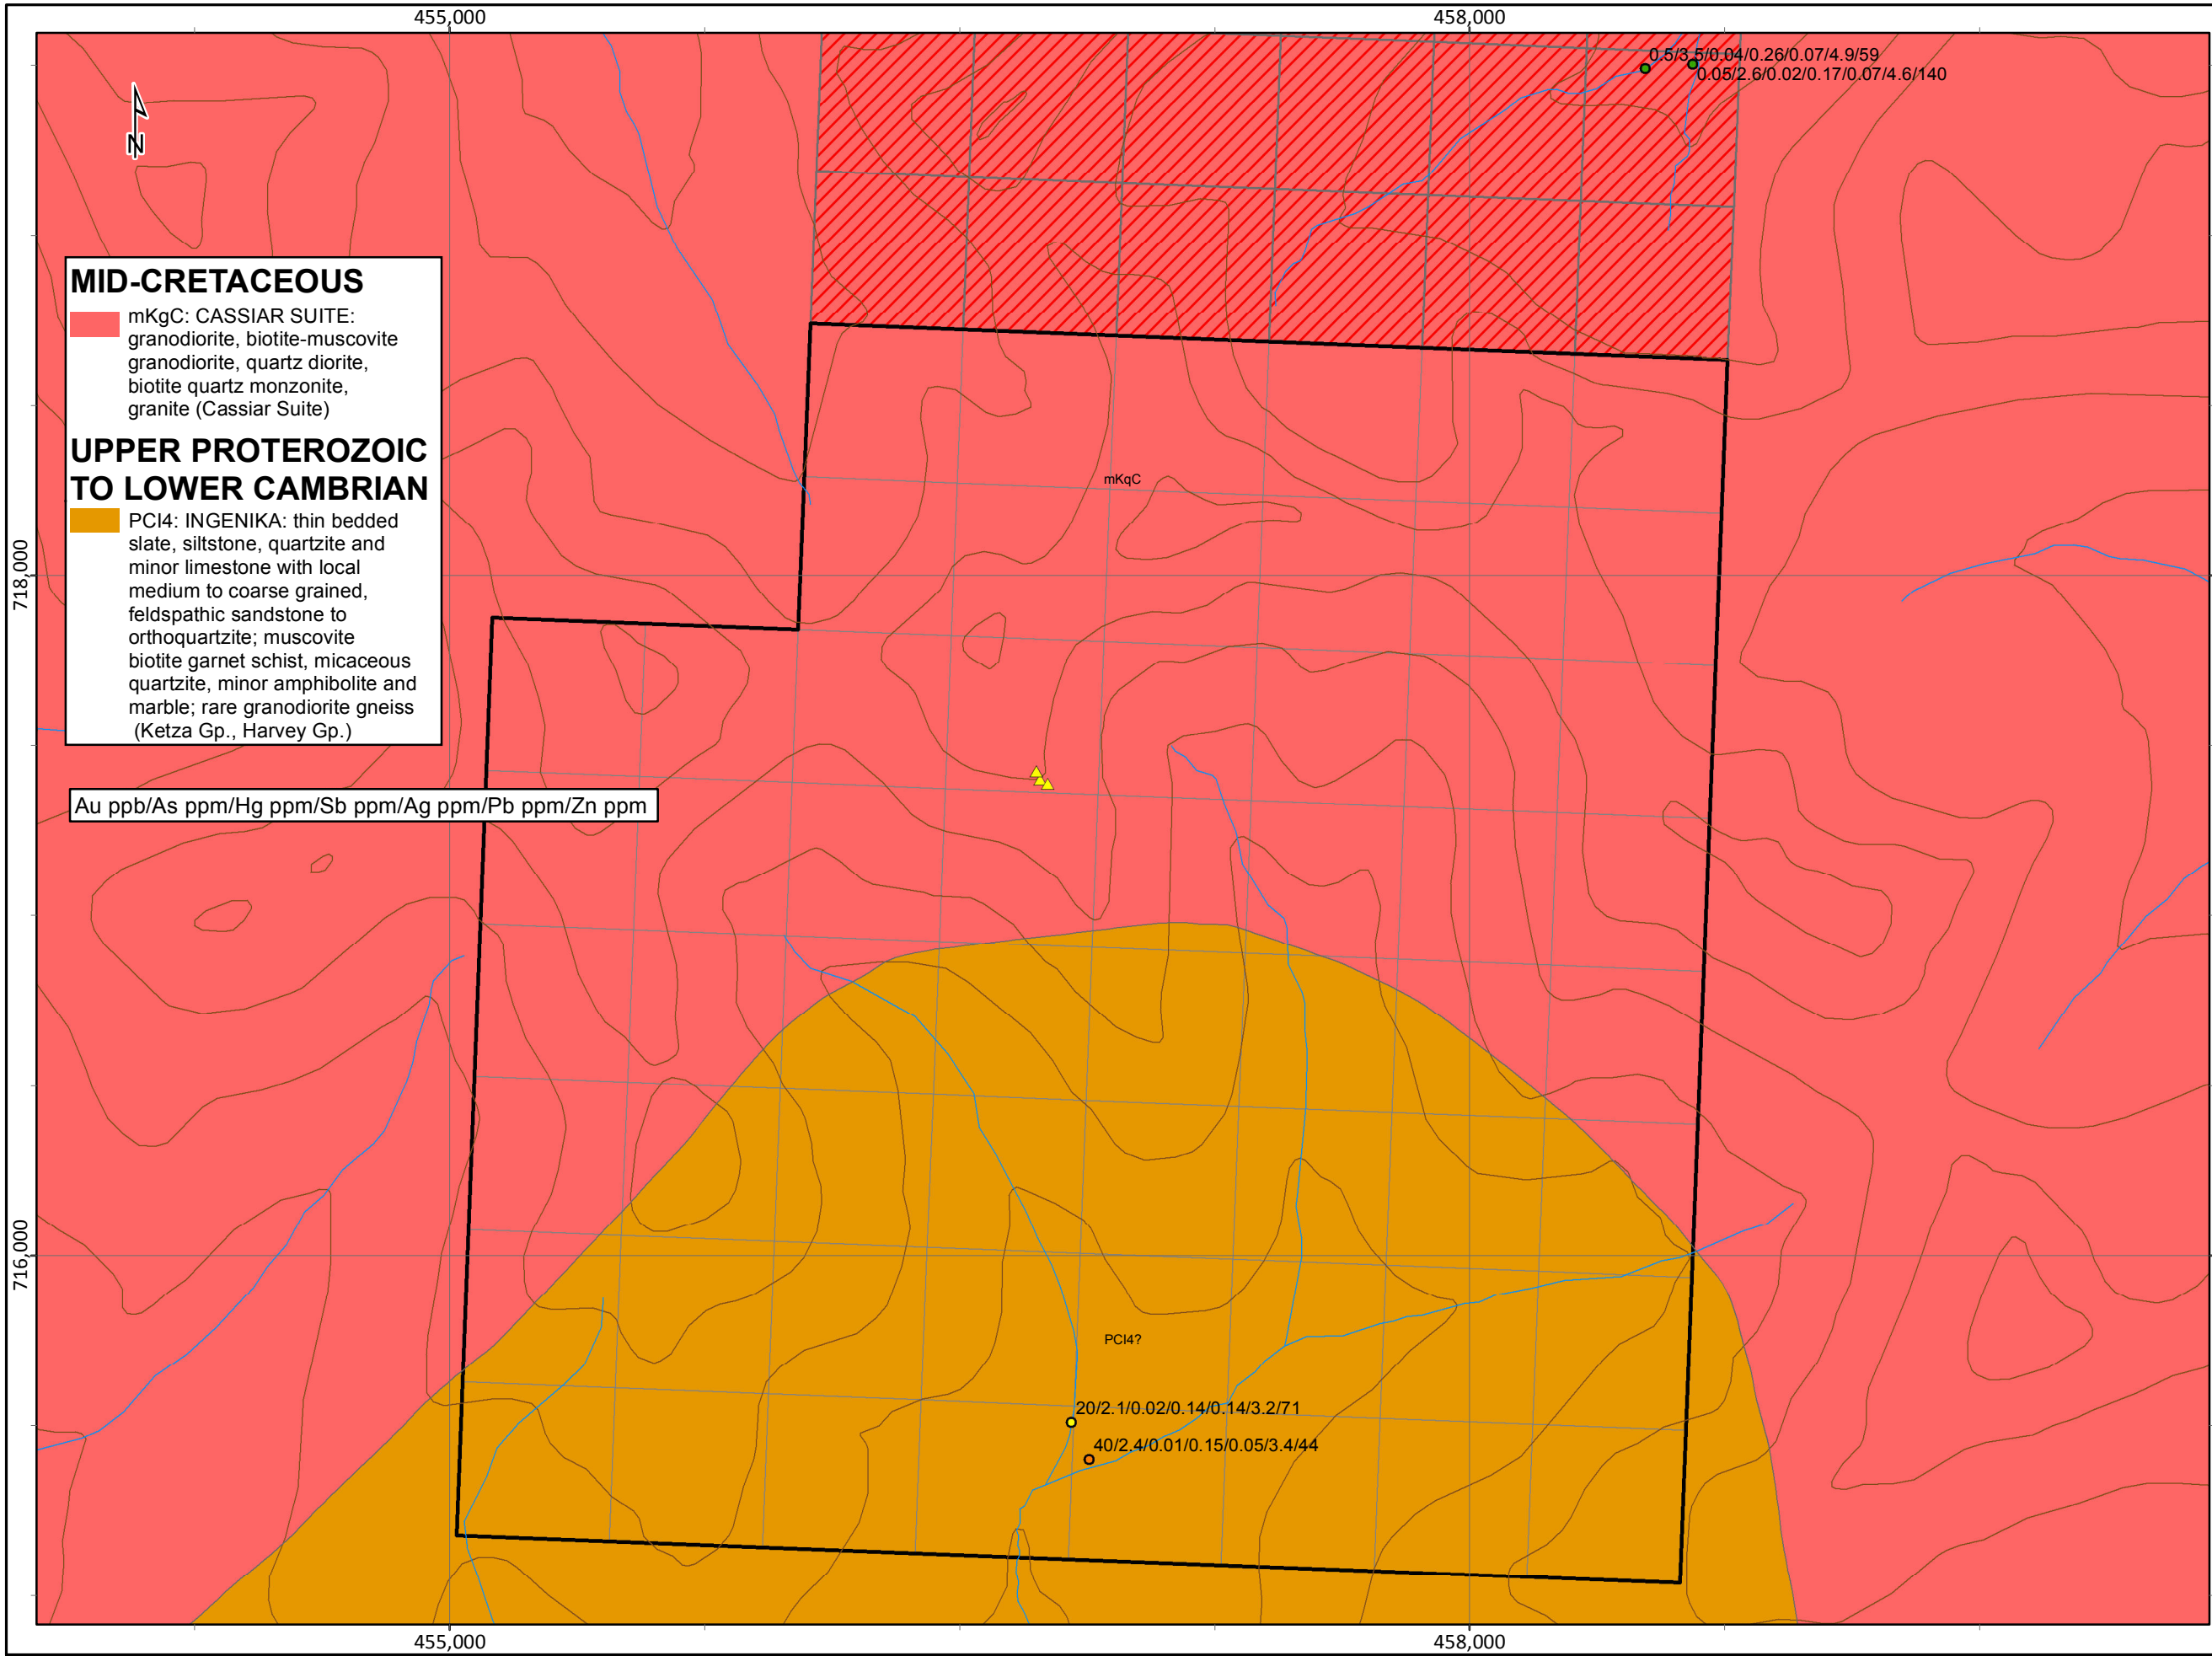 455,000
458,000
0.5/3.5/0.04/0.26/0.07/4.9/59
0.05/2.6/0.02/0.17/0.07/4.6/140
N
MID-CRETACEOUS
mKgC: CASSIAR SUITE:
granodiorite, biotite-muscovite
granodiorite, quartz diorite,
biotite quartz monzonite,
granite (Cassiar Suite)
UPPER PROTEROZOIC
TO LOWER CAMBRIAN
PCI4: INGENIKA: thin bedded
slate, siltstone, quartzite and
minor limestone with local
medium to coarse grained,
feldspathic sandstone to
orthoquartzite; muscovite
biotite garnet schist, micaceous
quartzite, minor amphibolite and
marble; rare granodiorite gneiss
(Ketza Gp., Harvey Gp.)
mKqC
718,000
Au ppb/As ppm/Hg ppm/Sb ppm/Ag ppm/Pb ppm/Zn ppm
716,000
PCI4?
20/2.1/0.02/0.14/0.14/3.2/71
40/2.4/0.01/0.15/0.05/3.4/44
455,000
458,000